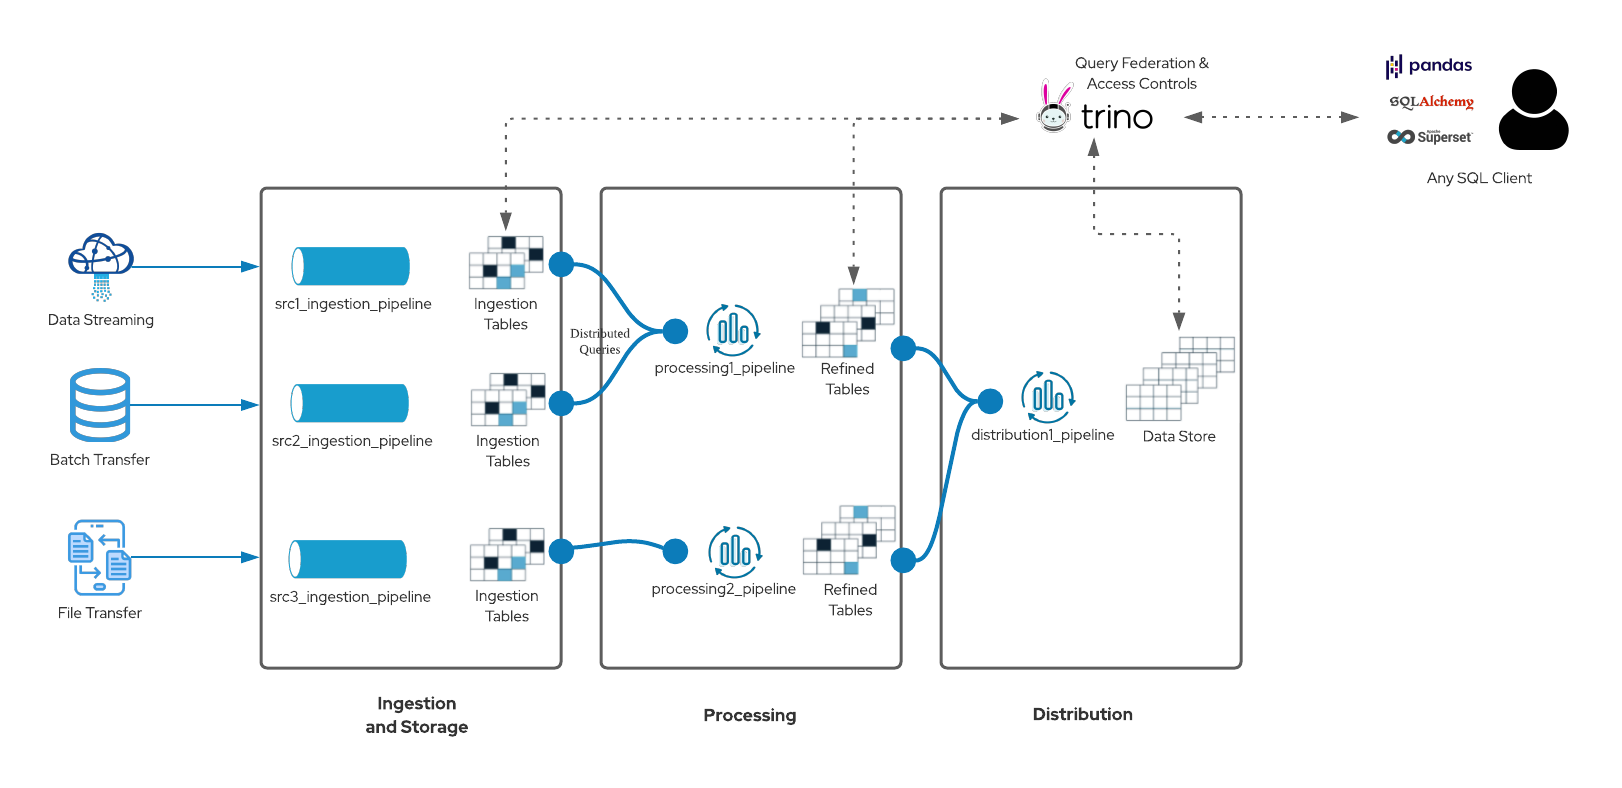 Query Federation &
Access Controls
trino
pandas
SQLAlchemy
Apache
Superset
Any SQL Client
Data Streaming
src1_ingestion_pipeline
Ingestion
Tables
Distributed
Queries
processing1_pipeline
Refined
Tables
distribution1_pipeline
Data Store
Batch Transfer
src2_ingestion_pipeline
Ingestion
Tables
File Transfer
src3_ingestion_pipeline
Ingestion
Tables
processing2_pipeline
Refined
Tables
Ingestion
and Storage
Processing
Distribution